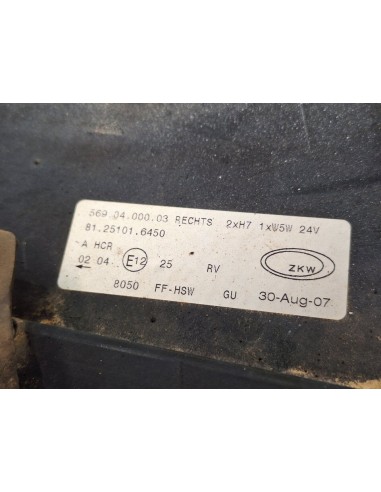 569.04.000.03 RECHTS 2xH7 1xW5W 24V
81.25101.6450
A HCR
02 04 E12 25 RV ZKW
←
8050 FF-HSW GU 30-Aug-07